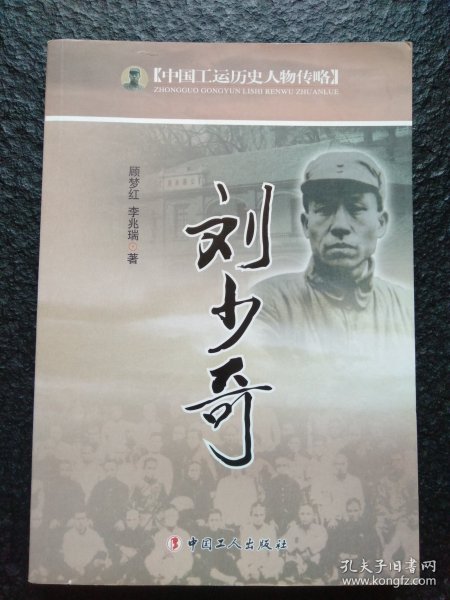 【中国工运历史人物传略】
ZHONGGUO GONGYUN LISHI RENWU ZHUANLUE
顾梦红 李兆瑞 著
刘少奇
中国工人出版社
孔夫子旧书网
www.kongfz.com